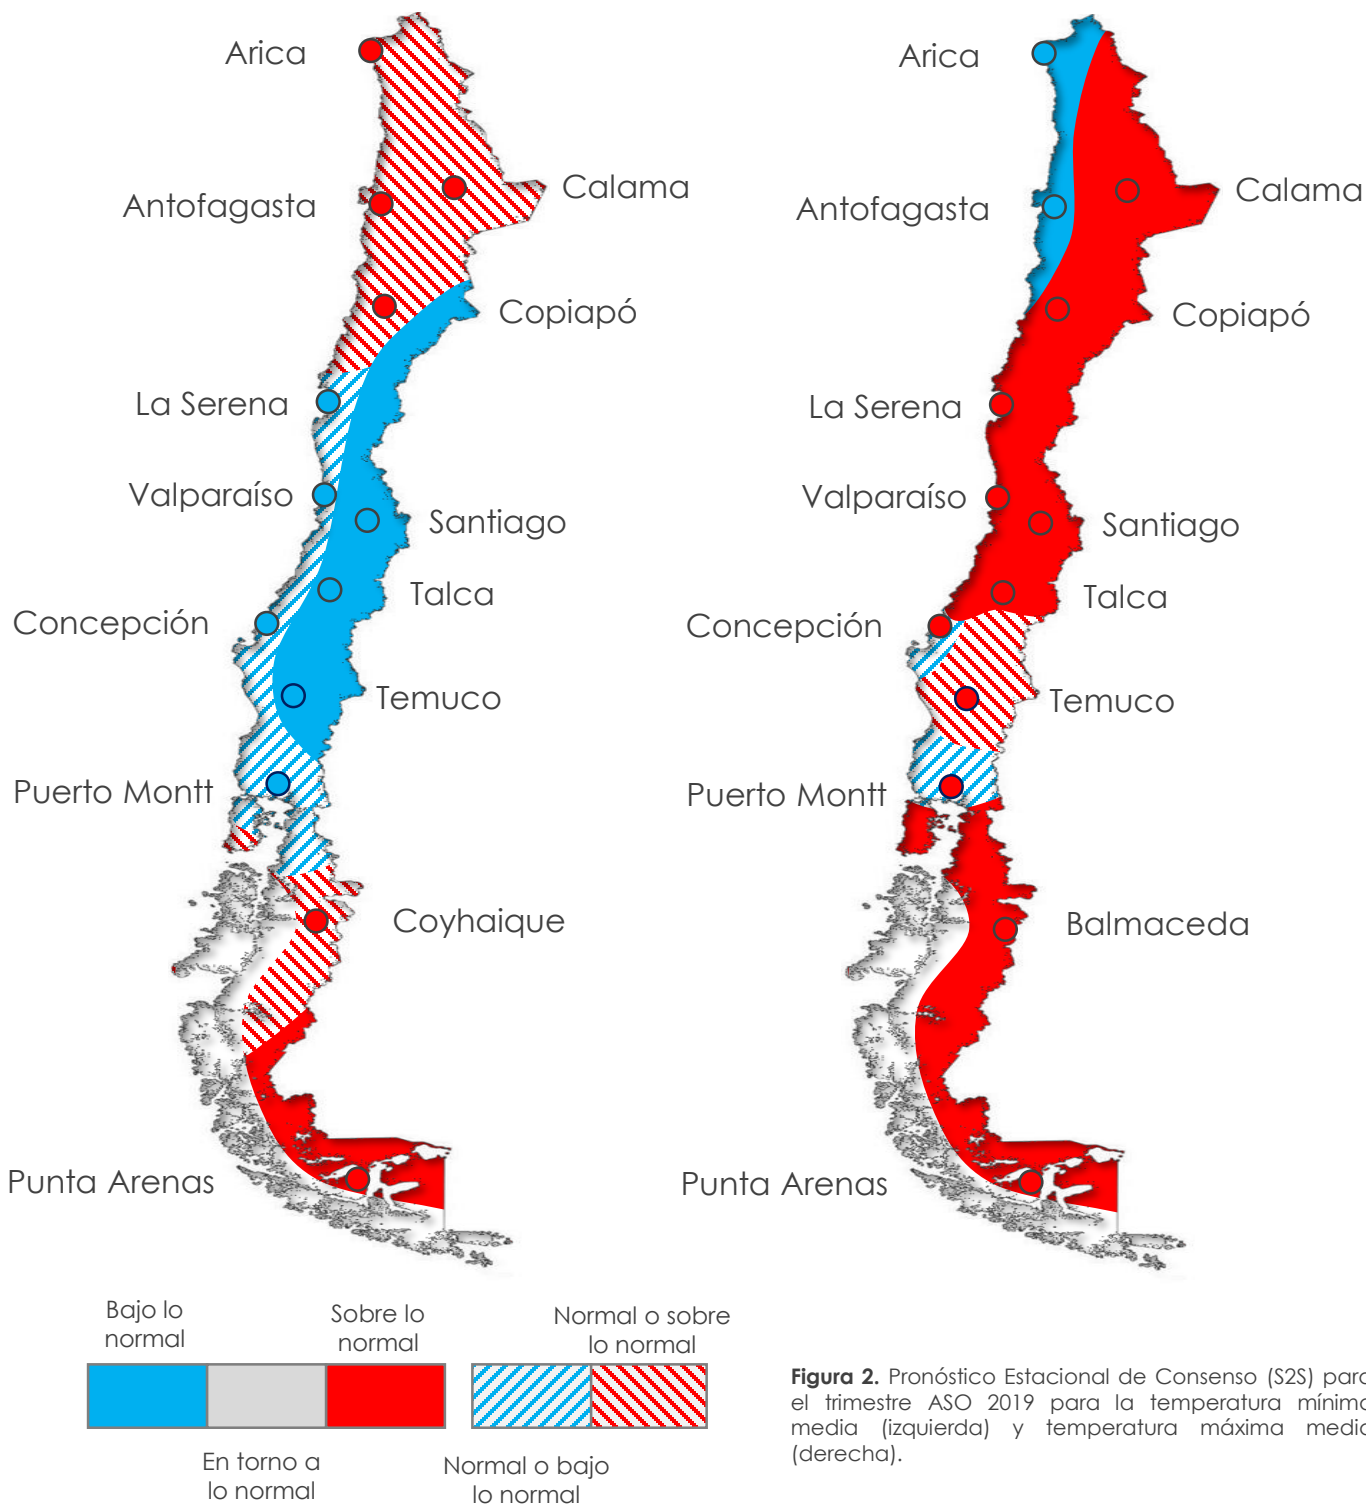 Arica
Calama
Antofagasta
Copiapó
La Serena
Valparaíso
Santiago
Talca
Concepción
Temuco
Puerto Montt
Coyhaique
Punta Arenas
Arica
Calama
Antofagasta
Copiapó
La Serena
Valparaíso
Santiago
Talca
Concepción
Temuco
Puerto Montt
Balmaceda
Punta Arenas
Bajo lo
normal
Sobre lo
normal
Normal o sobre
lo normal
En torno a
lo normal
Normal o bajo
lo normal
Figura 2. Pronóstico Estacional de Consenso (S2S) para
el trimestre ASO 2019 para la temperatura mínima
media (izquierda) y temperatura máxima media
(derecha).